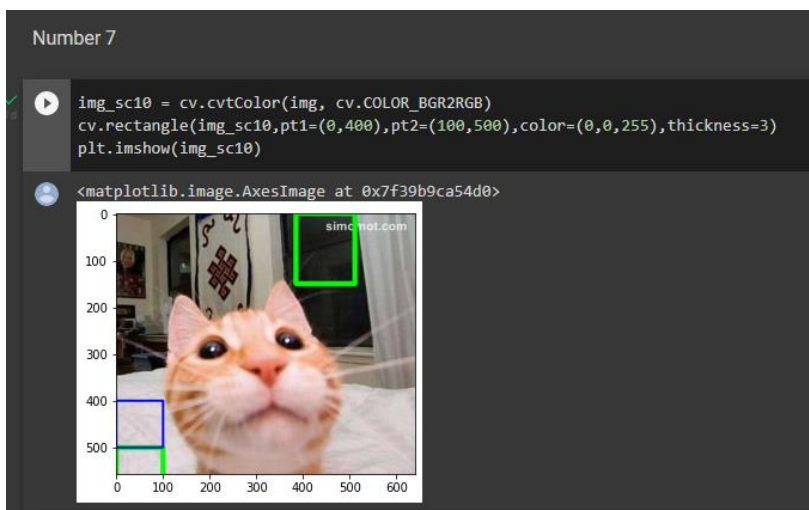 Number 7
img_sc10 = cv.cvtColor(img, cv.COLOR_BGR2RGB)
cv.rectangle(img_sc10,pt1=(0,400),pt2=(100,500),color=(0,0,255),thickness=3)
plt.imshow(img_sc10)
<matplotlib.image.AxesImage at 0x7f39b9ca54d0>
0
100
200
300
400
500
0 100 200 300 400 500 600